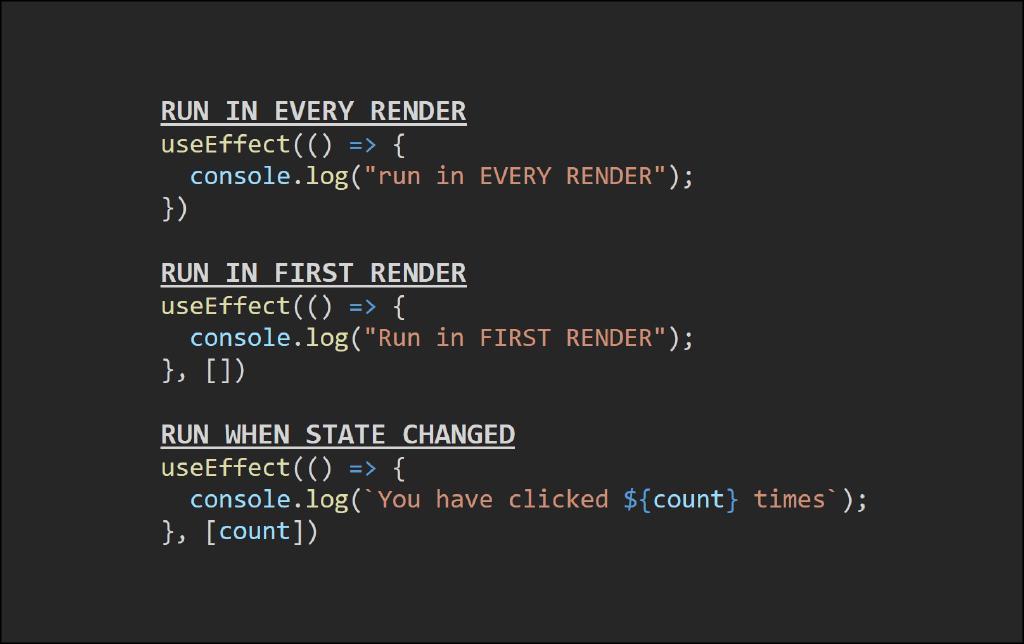 RUN IN EVERY RENDER
useEffect(() => {
  console.log("run in EVERY RENDER");
})
RUN IN FIRST RENDER
useEffect(() => {
  console.log("Run in FIRST RENDER");
}, [])
RUN WHEN STATE CHANGED
useEffect(() => {
  console.log(`You have clicked ${count} times`);
}, [count])